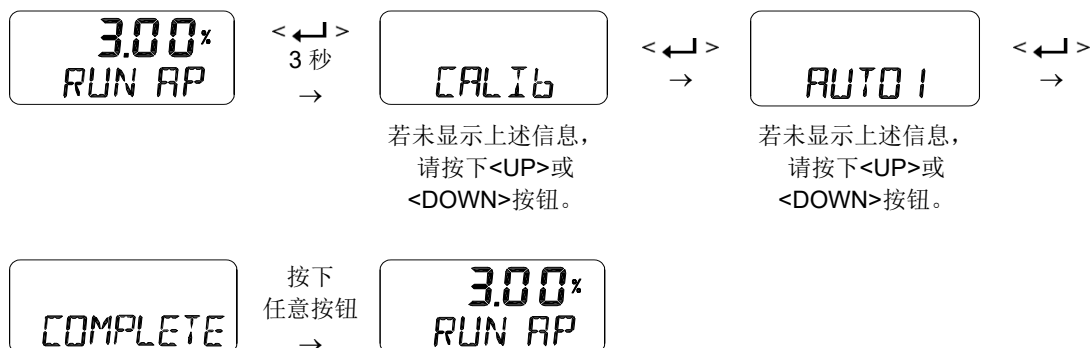 3.00%
RUN AP
< ↵ >
3 秒
→
CALIb
若未显示上述信息，
请按下<UP>或
<DOWN>按钮。
< ↵ >
→
AUTO1
若未显示上述信息，
请按下<UP>或
<DOWN>按钮。
< ↵ >
→
COMPLETE
按下
任意按钮
→
3.00%
RUN AP